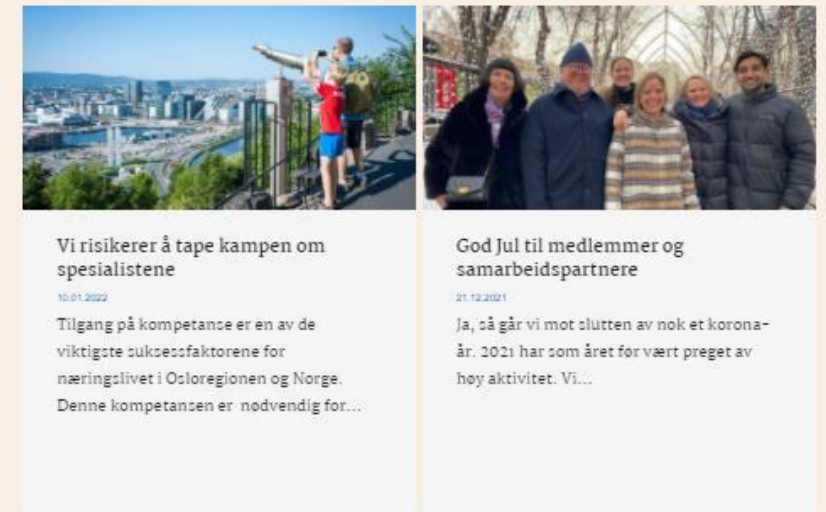 Vi risikerer å tape kampen om
spesialistene
10.01.2022
Tilgang på kompetanse er en av de
viktigste suksessfaktorene for
næringslivet i Osloregionen og Norge.
Denne kompetansen er nødvendig for...
God Jul til medlemmer og
samarbeidspartnere
21.12.2021
Ja, så går vi mot slutten av nok et korona-
år. 2021 har som året før vært preget av
høy aktivitet. Vi...